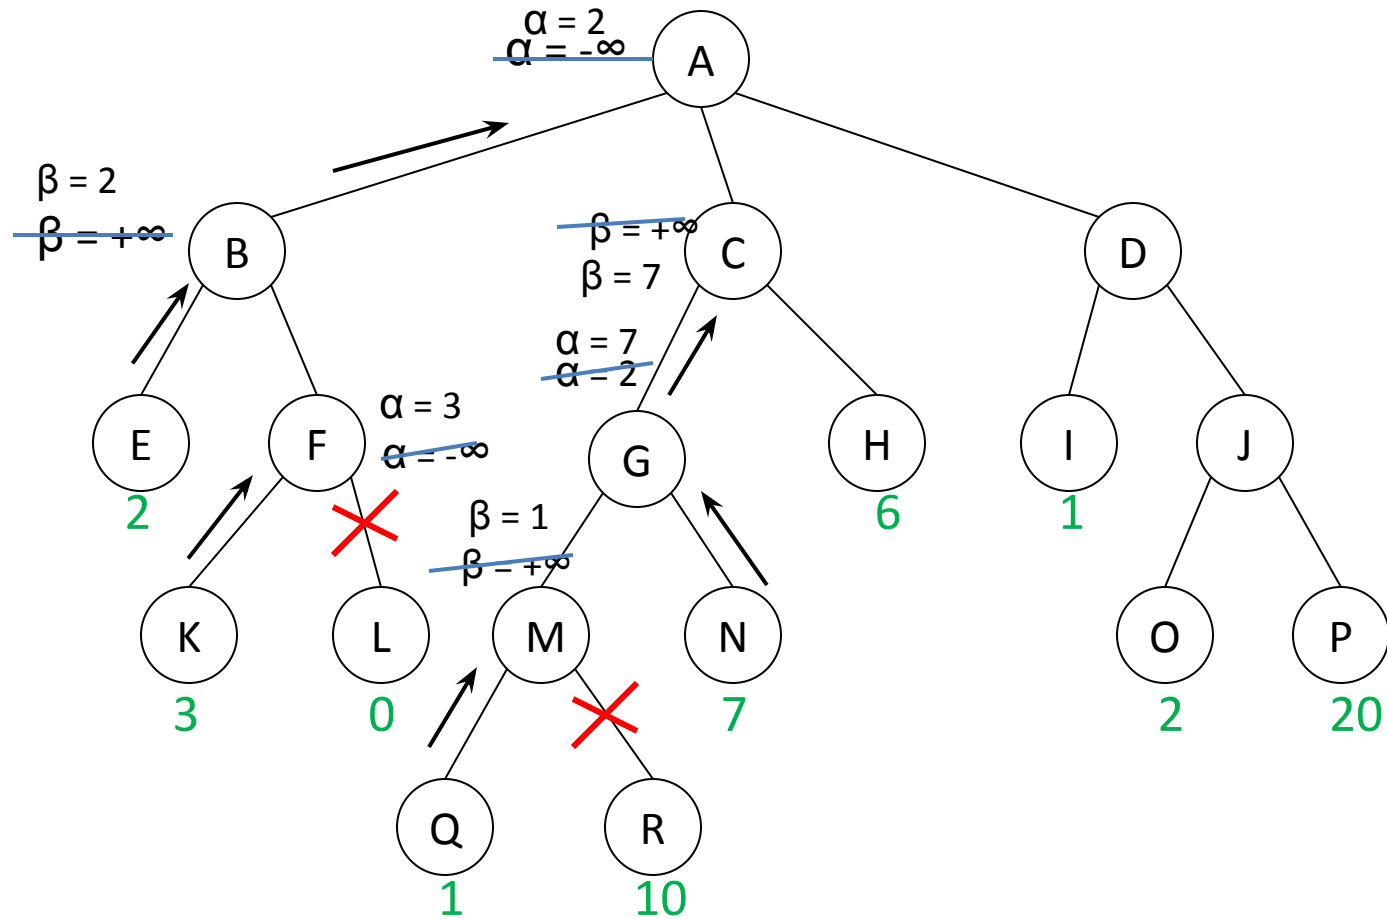 α = 2
α = -∞
A
β = 2
β = +∞
B
β = +∞
C
β = 7
D
α = 7
α = 2
α = 3
α = -∞
E
F
G
H
I
J
2
6
1
β = 1
β = +∞
K
L
M
N
O
P
3
0
7
2
20
Q
R
1
10